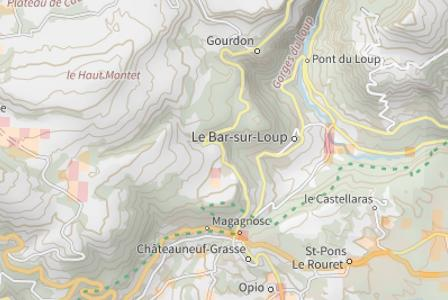 Plateau de C
Gourdon
Gorges du Loup
Pont du Loup
le Haut Montet
e
Le Bar-sur-Loup
le Castellaras
Magagnosc
Châteauneuf-Grasse
St-Pons
Le Rouret
Opio